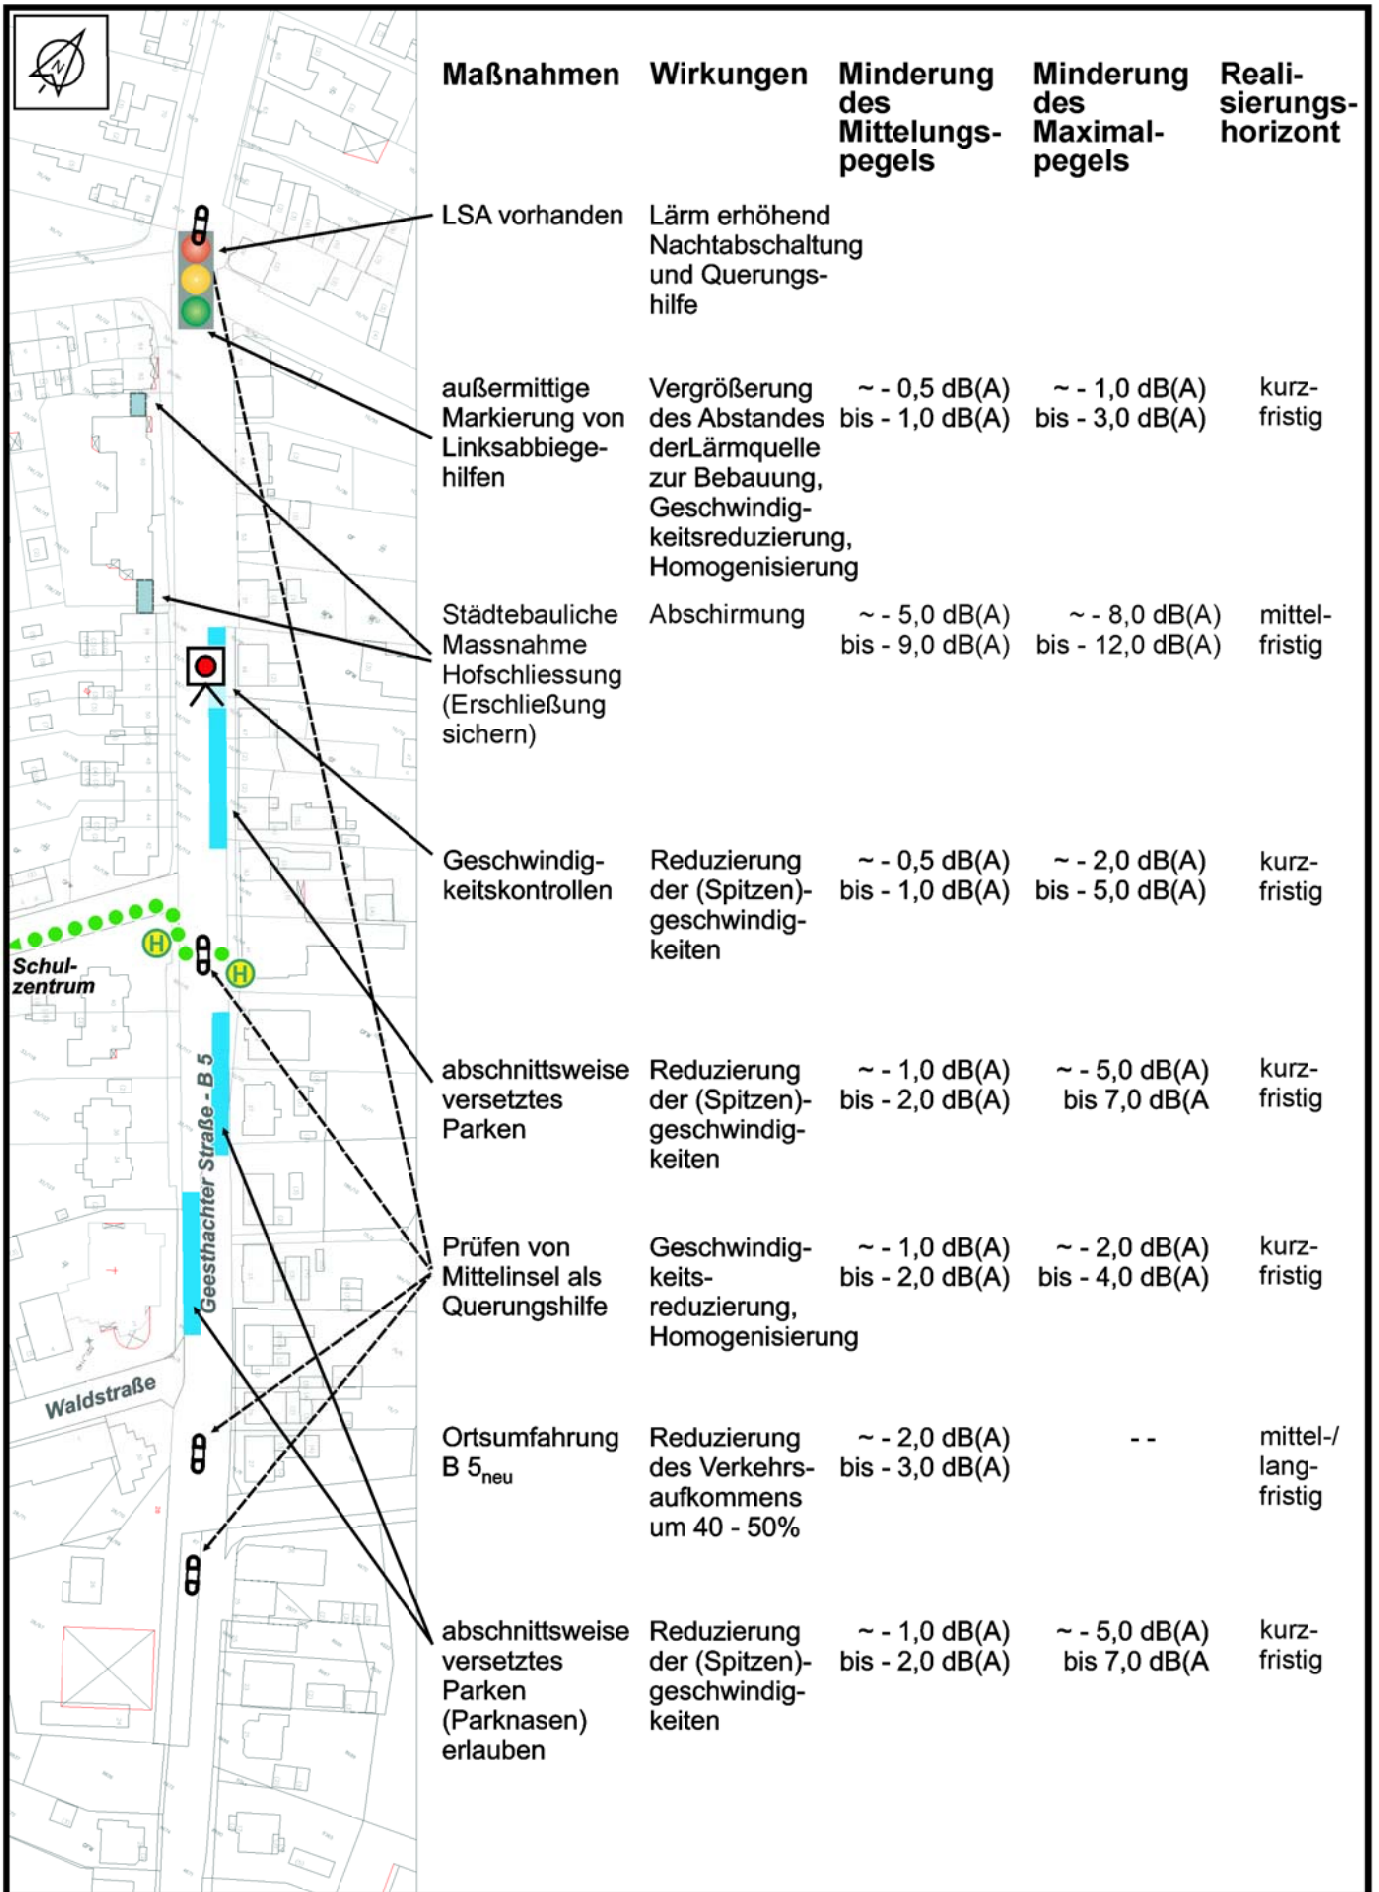 N
Maßnahmen
Wirkungen
Minderung
des
Mittelungs-
pegels
Minderung
des
Maximal-
pegels
Reali-
sierungs-
horizont
LSA vorhanden
Lärm erhöhend
Nachtabschaltung
und Querungs-
hilfe
außermittige
Markierung von
Linksabbiege-
hilfen
Vergrößerung
des Abstandes
derLärmquelle
zur Bebauung,
Geschwindig-
keitsreduzierung,
Homogenisierung
~ - 0,5 dB(A)
bis - 1,0 dB(A)
~ - 1,0 dB(A)
bis - 3,0 dB(A)
kurz-
fristig
Städtebauliche
Massnahme
Hofschliessung
(Erschließung
sichern)
Abschirmung
~ - 5,0 dB(A)
bis - 9,0 dB(A)
~ - 8,0 dB(A)
bis - 12,0 dB(A)
mittel-
fristig
Geschwindig-
keitskontrollen
Reduzierung
der (Spitzen)-
geschwindig-
keiten
~ - 0,5 dB(A)
bis - 1,0 dB(A)
~ - 2,0 dB(A)
bis - 5,0 dB(A)
kurz-
fristig
H
H
Schul-
zentrum
abschnittsweise
versetztes
Parken
Reduzierung
der (Spitzen)-
geschwindig-
keiten
~ - 1,0 dB(A)
bis - 2,0 dB(A)
~ - 5,0 dB(A)
bis 7,0 dB(A
kurz-
fristig
Geesthachter Straße - B 5
Prüfen von
Mittelinsel als
Querungshilfe
Geschwindig-
keits-
reduzierung,
Homogenisierung
~ - 1,0 dB(A)
bis - 2,0 dB(A)
~ - 2,0 dB(A)
bis - 4,0 dB(A)
kurz-
fristig
Waldstraße
Ortsumfahrung
B 5neu
Reduzierung
des Verkehrs-
aufkommens
um 40 - 50%
~ - 2,0 dB(A)
bis - 3,0 dB(A)
- -
mittel-/
lang-
fristig
abschnittsweise
versetztes
Parken
(Parknasen)
erlauben
Reduzierung
der (Spitzen)-
geschwindig-
keiten
~ - 1,0 dB(A)
bis - 2,0 dB(A)
~ - 5,0 dB(A)
bis 7,0 dB(A
kurz-
fristig